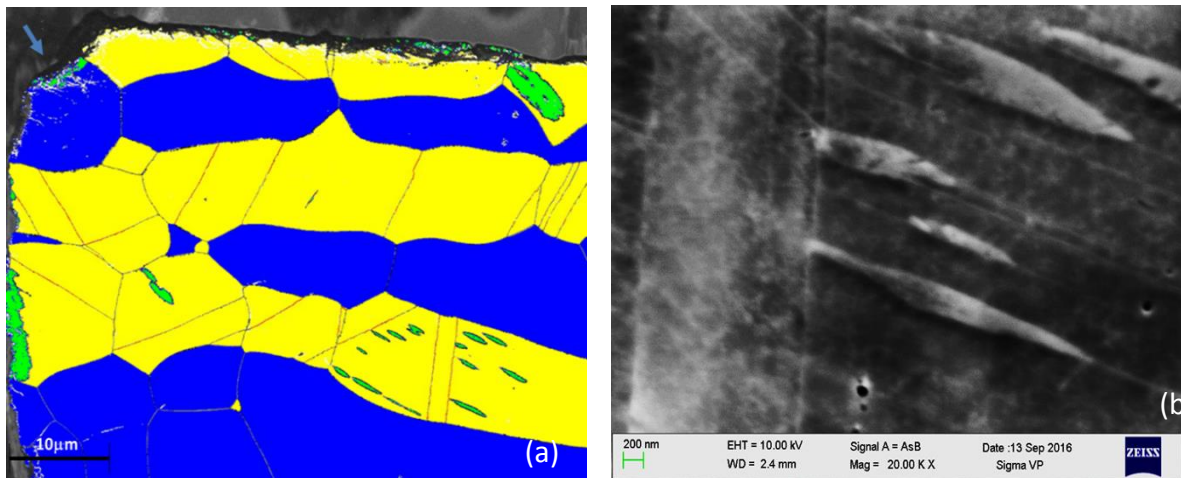 10µm
(a)
(b
200 nm
EHT = 10.00 kV
WD = 2.4 mm
Signal A = AsB
Mag = 20.00 K X
Date :13 Sep 2016
Sigma VP
ZEISS